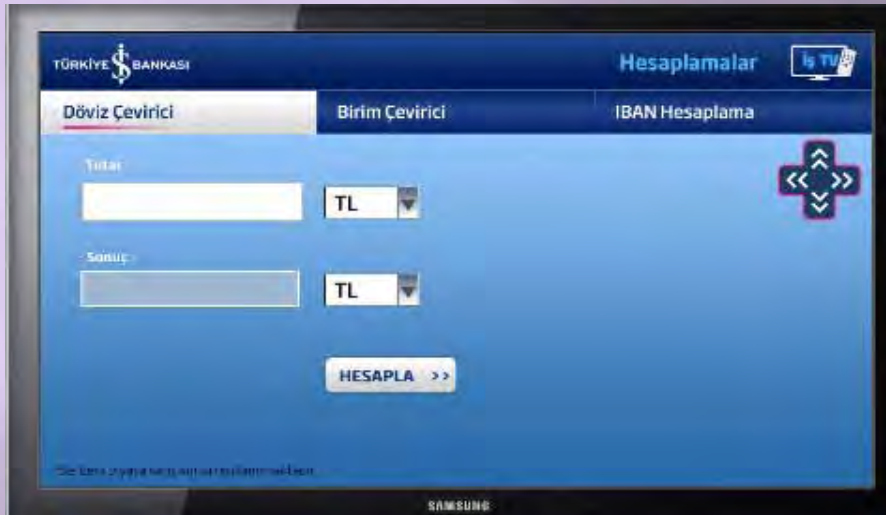 TÜRKİYE İŞ BANKASI
Hesaplamalar
İş TV
Döviz Çevirici
Birim Çevirici
IBAN Hesaplama
Tutar
TL
Sonuç
TL
HESAPLA >>
SAMSUNG